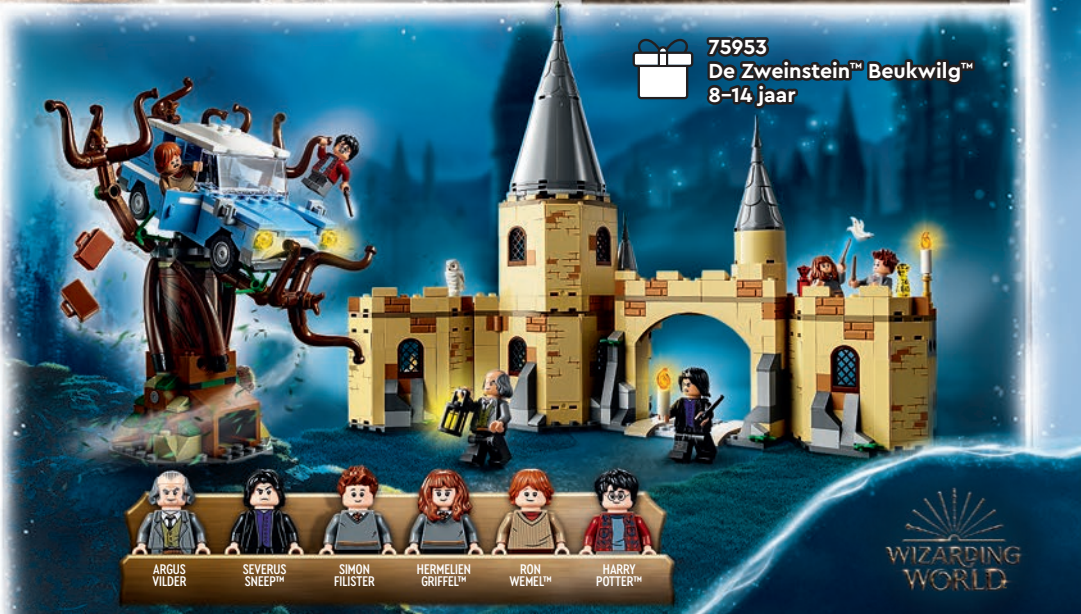 75953
De Zweinstein™ Beukwilg™
8–14 jaar
ARGUS
VILDER
SEVERUS
SNEEP™
SIMON
FILISTER
HERMELIEN
GRIFFEL™
RON
WEMEL™
HARRY
POTTER™
WIZARDING
WORLD